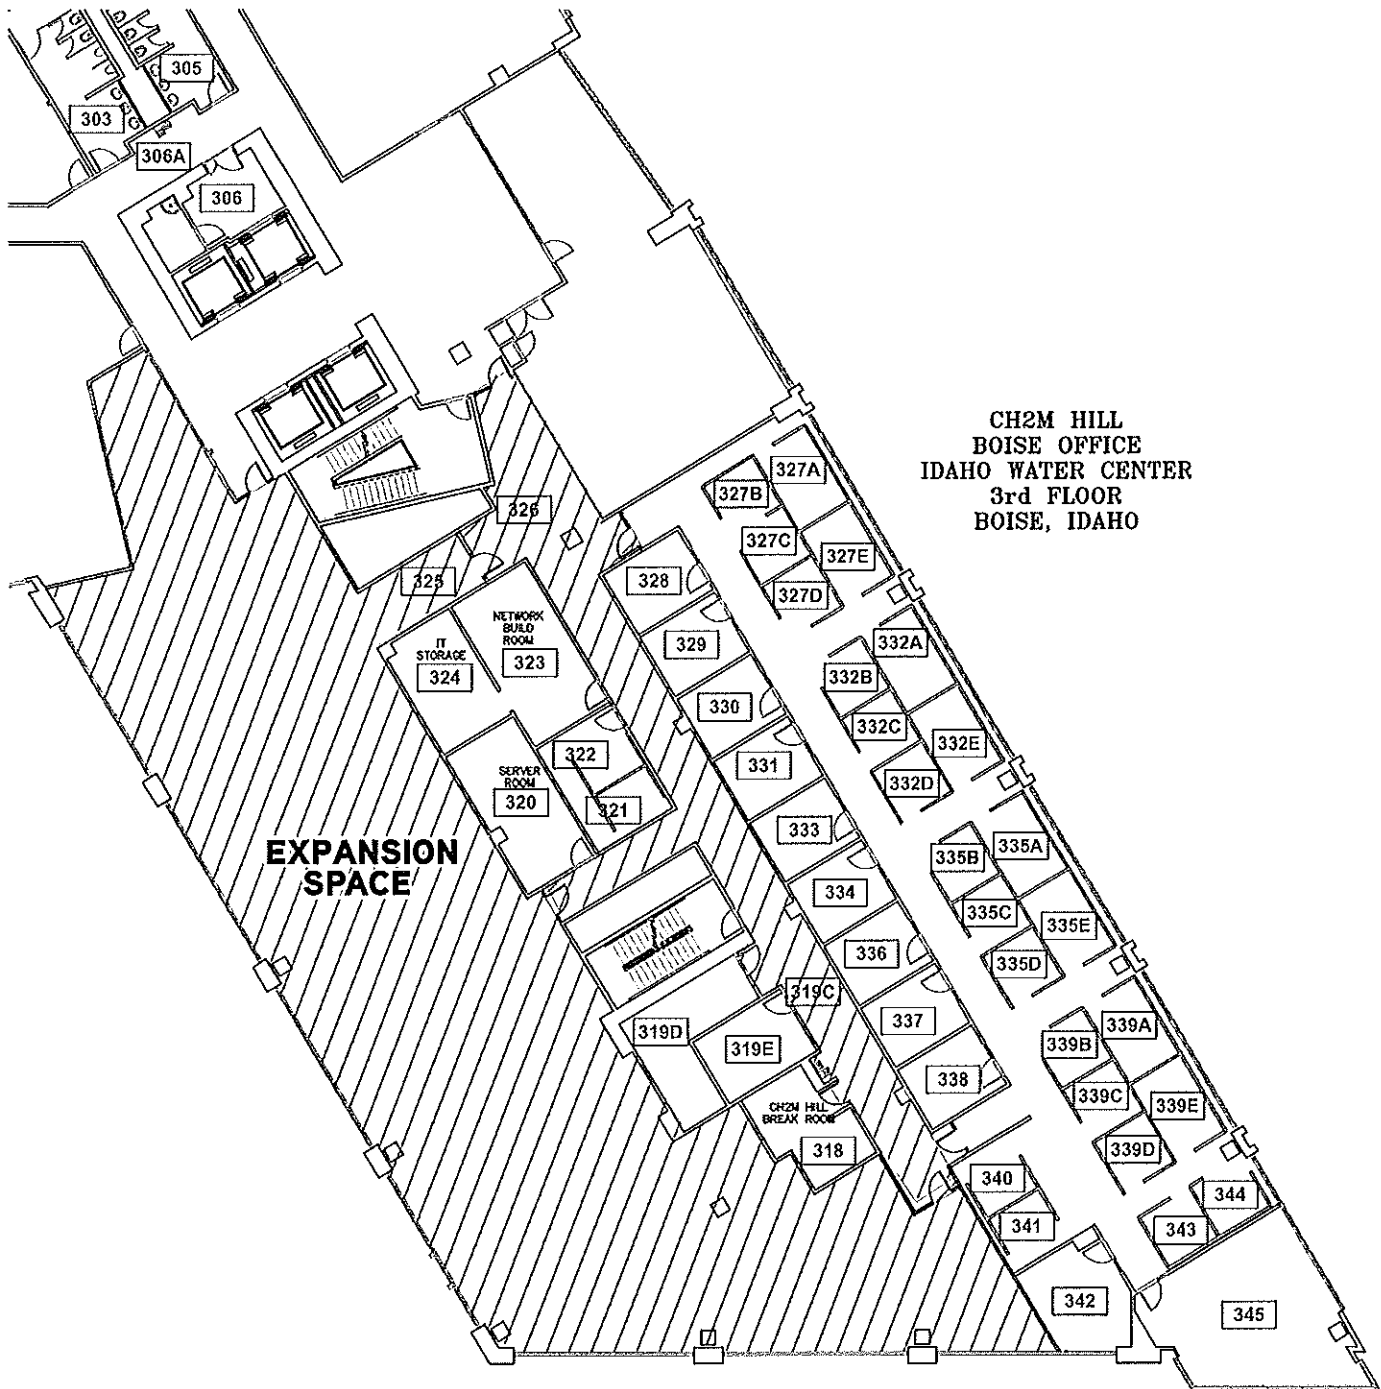 305
303
306A
306
CH2M HILL
BOISE OFFICE
IDAHO WATER CENTER
3rd FLOOR
BOISE, IDAHO
327A
327B
326
327C
327E
325
328
327D
NETWORK
BUILD
ROOM
323
IT
STORAGE
324
329
332A
332B
330
332C
332E
322
331
SERVER
ROOM
320
332D
321
333
EXPANSION
SPACE
335A
335B
334
335C
335E
336
335D
319C
337
319D
319E
339A
339B
338
339C
339E
CH2M HILL
BREAK ROOM
318
339D
340
344
341
343
342
345